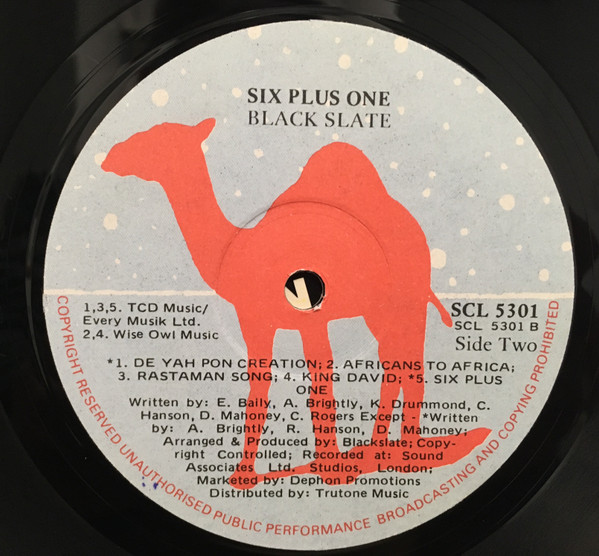 SIX PLUS ONE
BLACK SLATE
1,3,5. TCD Music/
Every Musik Ltd.
2,4. Wise Owl Music
SCL 5301
SCL 5301 B
Side Two
*1. DE YAH PON CREATION; 2. AFRICANS TO AFRICA;
3. RASTAMAN SONG; 4. KING DAVID; *5. SIX PLUS
ONE
Written by: E. Baily, A. Brightly, K. Drummond, C.
Hanson, D. Mahoney, C. Rogers Except - *Written
by: A. Brightly, R. Hanson, D. Mahoney;
Arranged & Produced by: Blackslate; Copy-
right Controlled; Recorded at: Sound
Associates Ltd. Studios, London;
Marketed by: Dephon Promotions
Distributed by: Trutone Music
COPYRIGHT RESERVED UNAUTHORISED PUBLIC PERFORMANCE BROADCASTING AND COPYING PROHIBITED